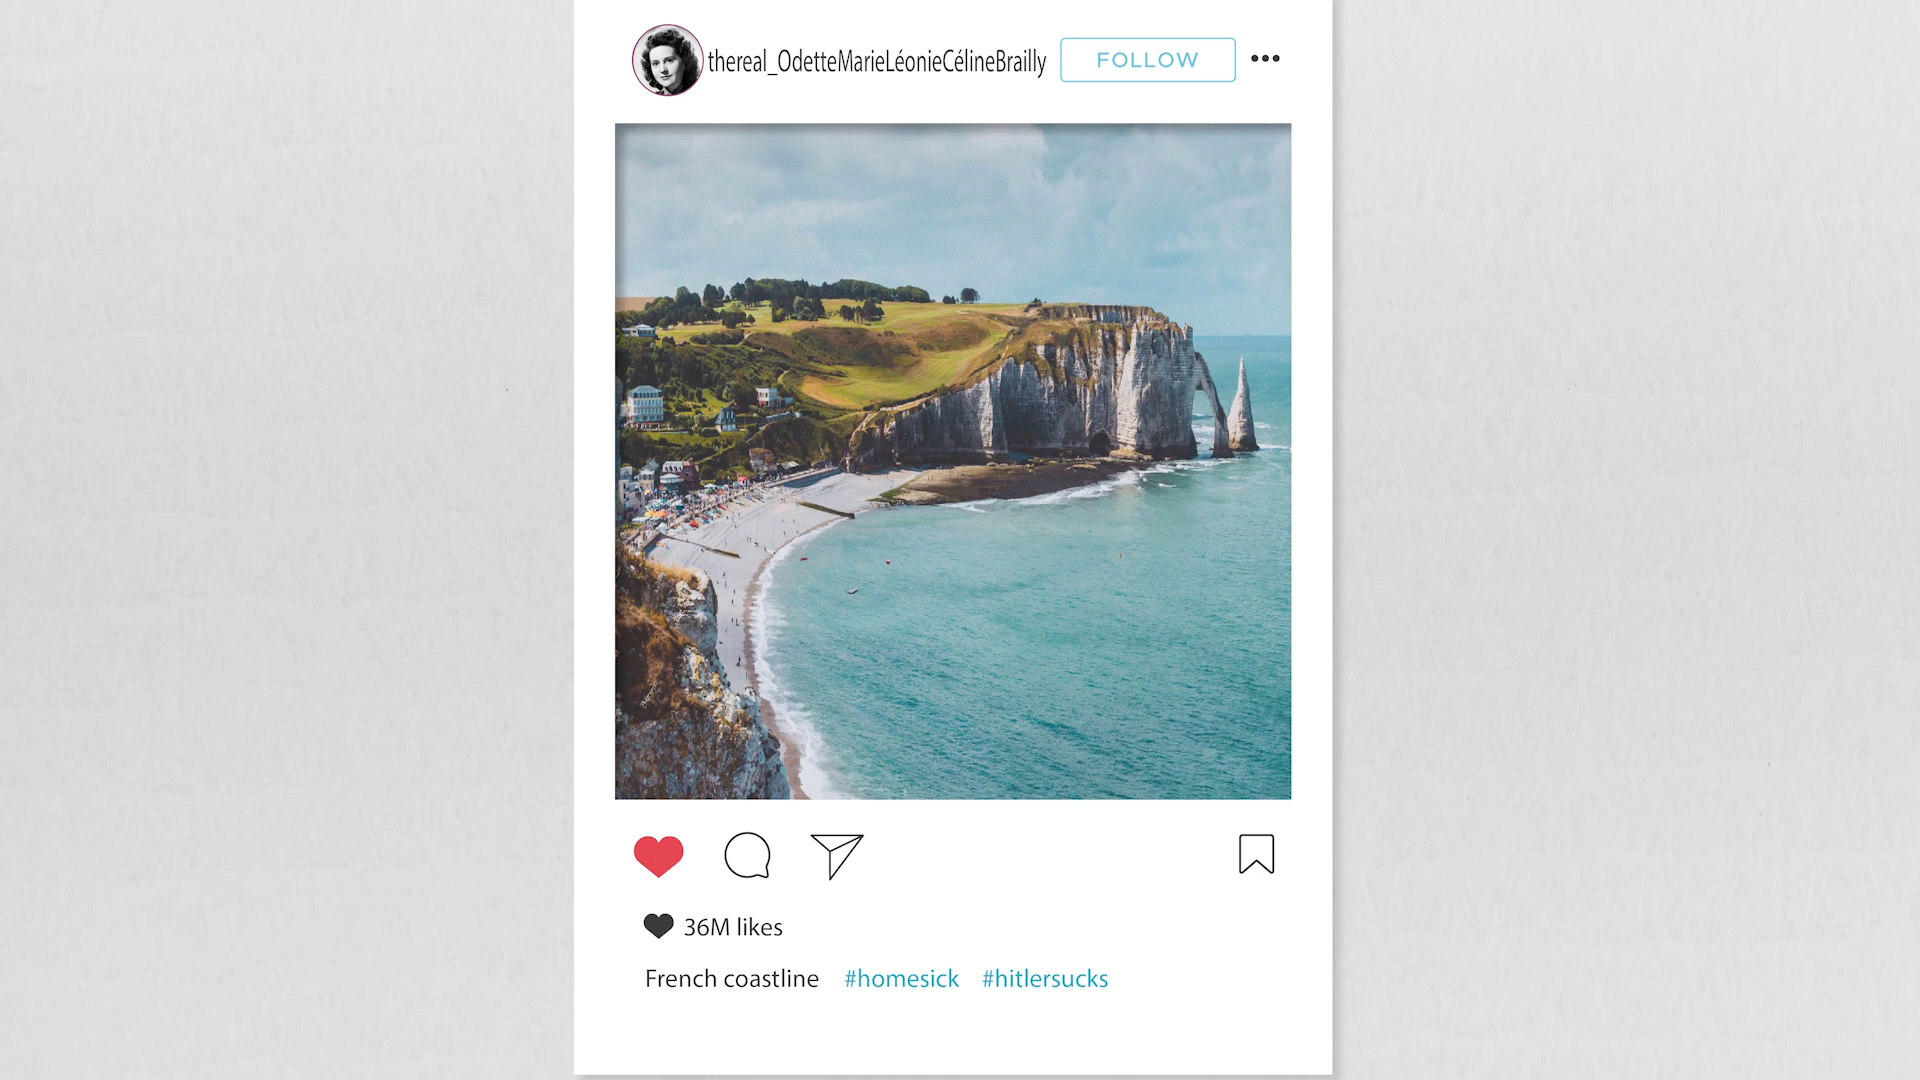 thereal_OdetteMarieLéonieCélineBrailly FOLLOW
36M likes
French coastline #homesick #hitlersucks